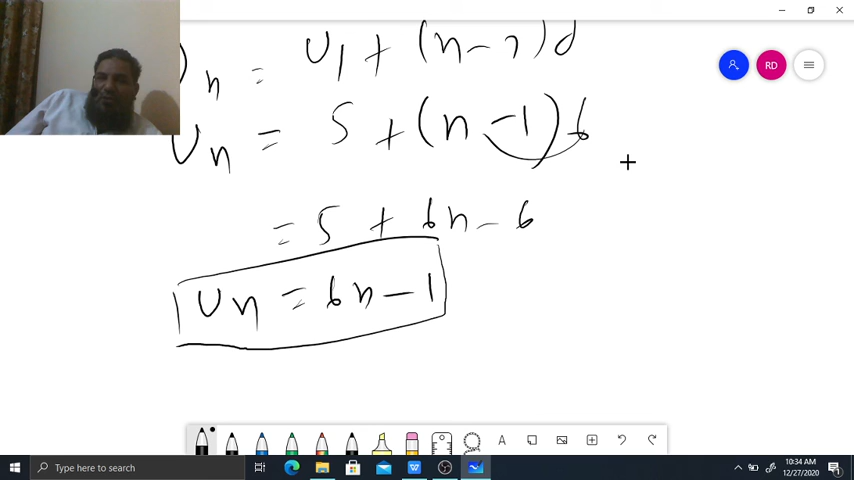 Un = U1 + (n-1)d
Un = 5 + (n-1)6
= 5 + 6n - 6
Un = 6n - 1
RD
A
Type here to search
10:34 AM
12/27/2020